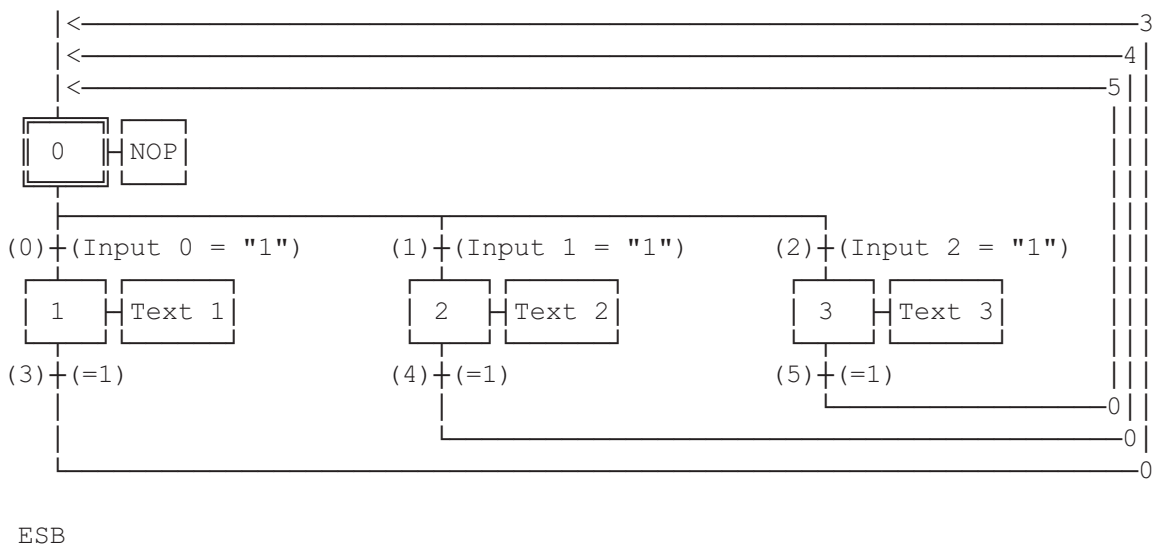 3
4
5
0 NOP
(0) (Input 0 = "1") (1) (Input 1 = "1") (2) (Input 2 = "1")
1 Text 1 2 Text 2 3 Text 3
(3) (=1) (4) (=1) (5) (=1)
0
0
0
ESB